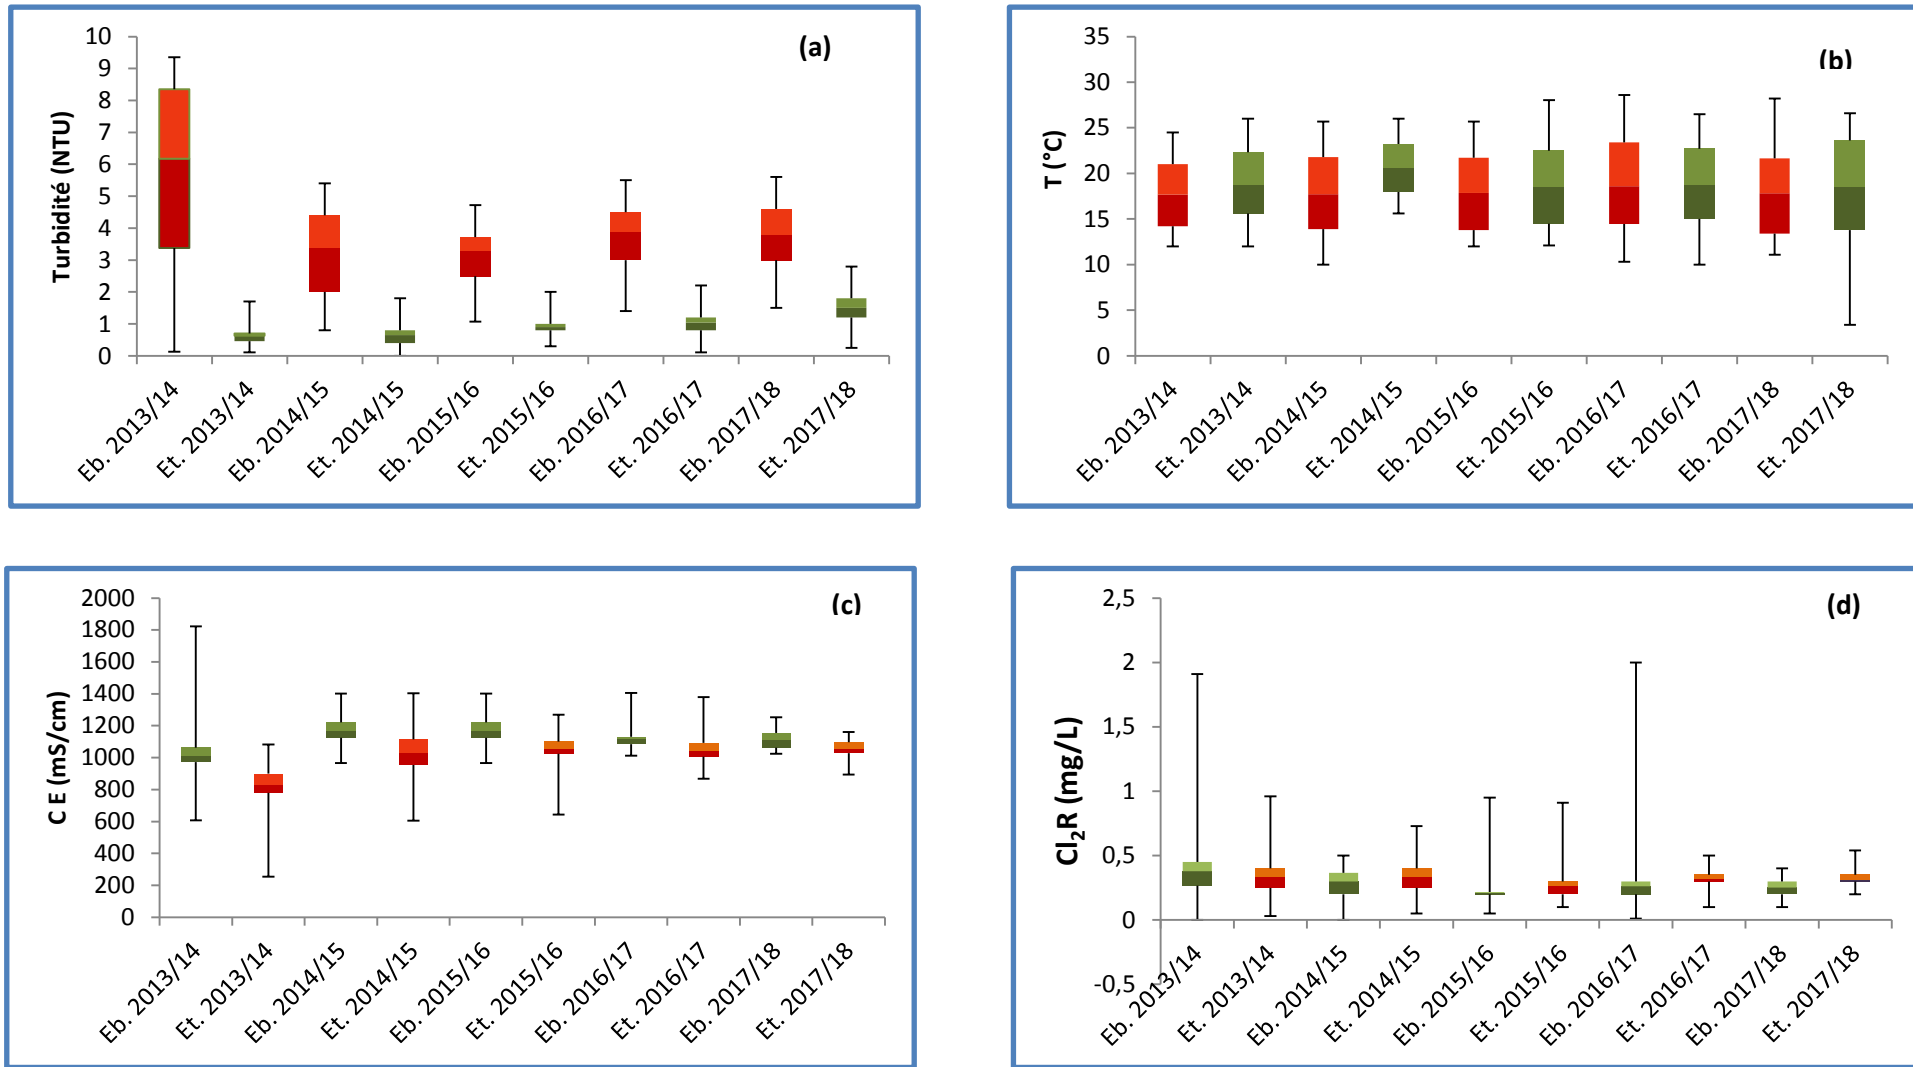 (a)
Turbidité (NTU)
10
9
8
7
6
5
4
3
2
1
0
Eb. 2013/14
Et. 2013/14
Eb. 2014/15
Et. 2014/15
Eb. 2015/16
Et. 2015/16
Eb. 2016/17
Et. 2016/17
Eb. 2017/18
Et. 2017/18
(b)
T (°C)
35
30
25
20
15
10
5
0
Eb. 2013/14
Et. 2013/14
Eb. 2014/15
Et. 2014/15
Eb. 2015/16
Et. 2015/16
Eb. 2016/17
Et. 2016/17
Eb. 2017/18
Et. 2017/18
(c)
C E (mS/cm)
2000
1800
1600
1400
1200
1000
800
600
400
200
0
Eb. 2013/14
Et. 2013/14
Eb. 2014/15
Et. 2014/15
Eb. 2015/16
Et. 2015/16
Eb. 2016/17
Et. 2016/17
Eb. 2017/18
Et. 2017/18
(d)
Cl₂R (mg/L)
2,5
2
1,5
1
0,5
0
-0,5
Eb. 2013/14
Et. 2013/14
Eb. 2014/15
Et. 2014/15
Eb. 2015/16
Et. 2015/16
Eb. 2016/17
Et. 2016/17
Eb. 2017/18
Et. 2017/18